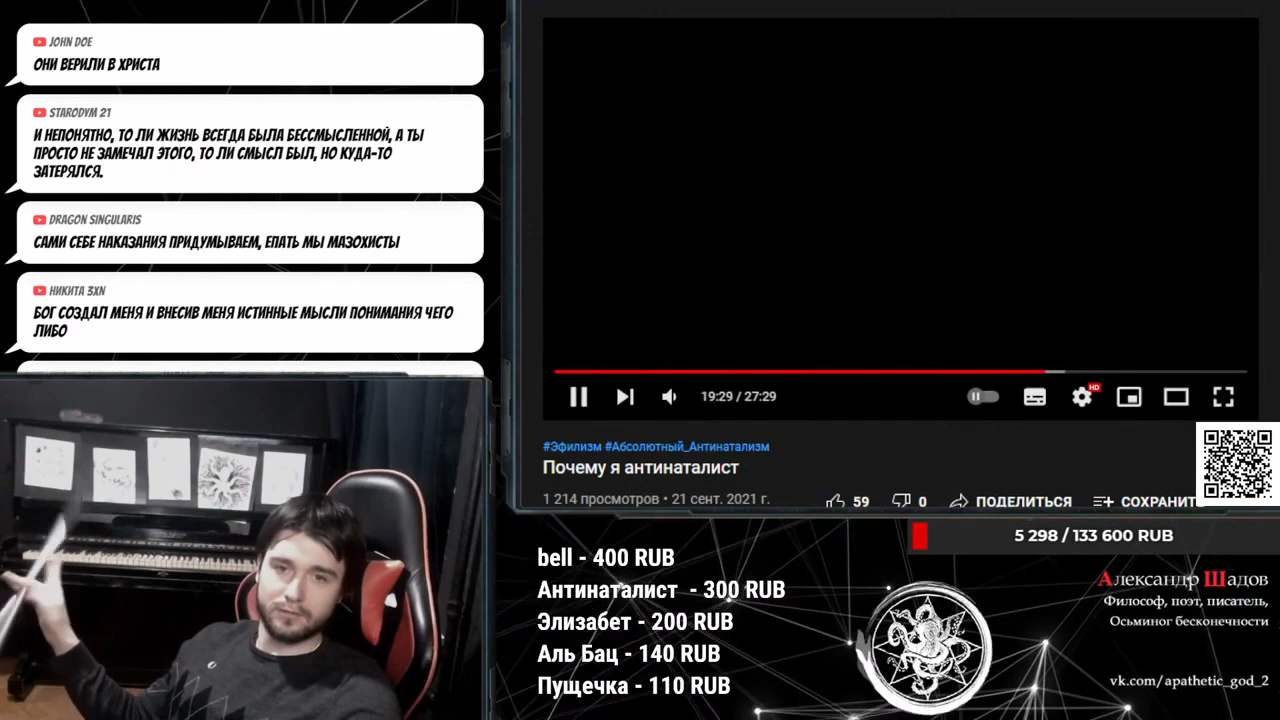 JOHN DOE
ОНИ ВЕРИЛИ В ХРИСТА
STARODYM 21
И НЕПОНЯТНО, ТО ЛИ ЖИЗНЬ ВСЕГДА БЫЛА БЕССМЫСЛЕННОЙ, А ТЫ
ПРОСТО НЕ ЗАМЕЧАЛ ЭТОГО, ТО ЛИ СМЫСЛ БЫЛ, НО КУДА-ТО
ЗАТЕРЯЛСЯ.
DRAGON SINGULARIS
САМИ СЕБЕ НАКАЗАНИЯ ПРИДУМЫВАЕМ, ЕПАТЬ МЫ МАЗОХИСТЫ
НИКИТА 3XN
БОГ СОЗДАЛ МЕНЯ И ВНЕСИВ МЕНЯ ИСТИННЫЕ МЫСЛИ ПОНИМАНИЯ ЧЕГО
ЛИБО
19:29 / 27:29
HD
#Эфилизм #Абсолютный_Антинатализм
Почему я антинаталист
1 214 просмотров • 21 сент. 2021 г.
59
0
ПОДЕЛИТЬСЯ
СОХРАНИТЬ
5 298 / 133 600 RUB
bell - 400 RUB
Антинаталист - 300 RUB
Элизабет - 200 RUB
Аль Бац - 140 RUB
Пущечка - 110 RUB
Александр Шадов
Философ, поэт, писатель,
Осьминог бесконечности
vk.com/apathetic_god_2